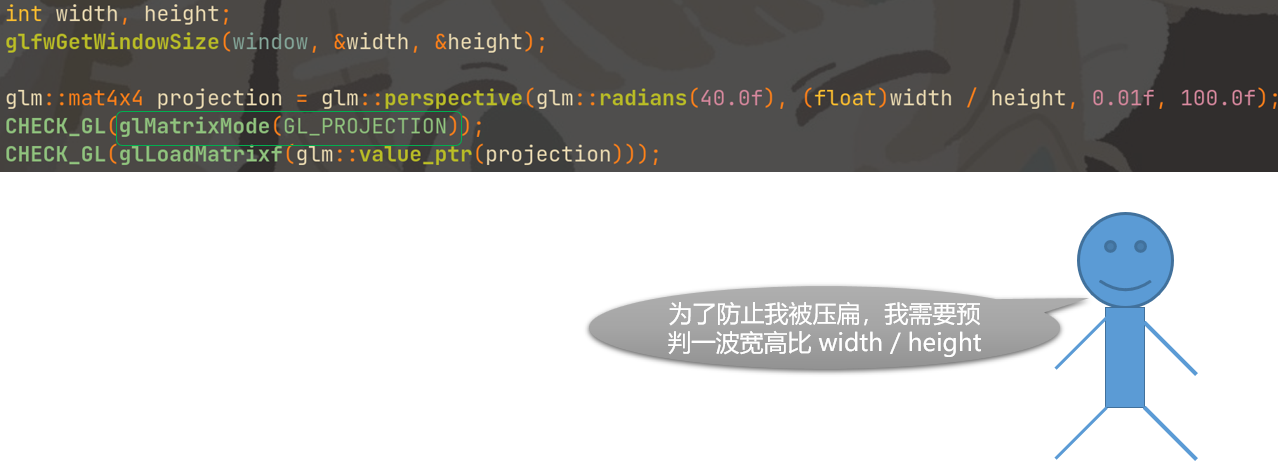 int width, height;
glfwGetWindowSize(window, &width, &height);
glm::mat4x4 projection = glm::perspective(glm::radians(40.0f), (float)width / height, 0.01f, 100.0f);
CHECK_GL(glMatrixMode(GL_PROJECTION));
CHECK_GL(glLoadMatrixf(glm::value_ptr(projection)));
为了防止我被压扁，我需要预
判一波宽高比 width / height